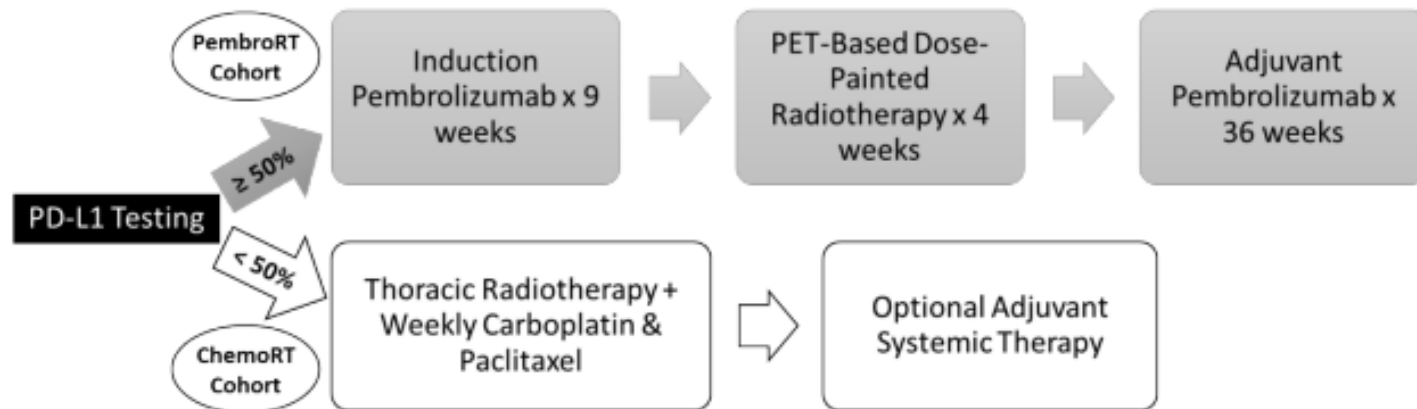 PembroRT
Cohort
Induction
Pembrolizumab x 9
weeks
PET-Based Dose-
Painted
Radiotherapy x 4
weeks
Adjuvant
Pembrolizumab x
36 weeks
≥ 50%
PD-L1 Testing
< 50%
ChemoRT
Cohort
Thoracic Radiotherapy +
Weekly Carboplatin &
Paclitaxel
Optional Adjuvant
Systemic Therapy